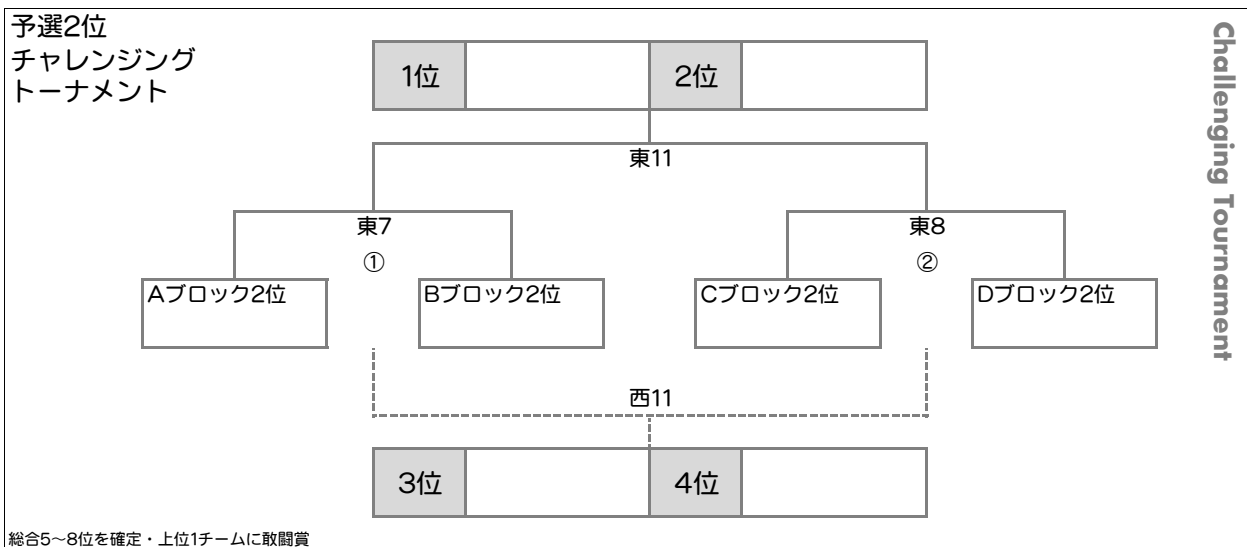 予選2位
チャレンジング
トーナメント
1位
2位
東11
東7
東8
①
②
Aブロック2位
Bブロック2位
Cブロック2位
Dブロック2位
西11
3位
4位
総合5～8位を確定・上位1チームに敢闘賞
Challenging Tournament